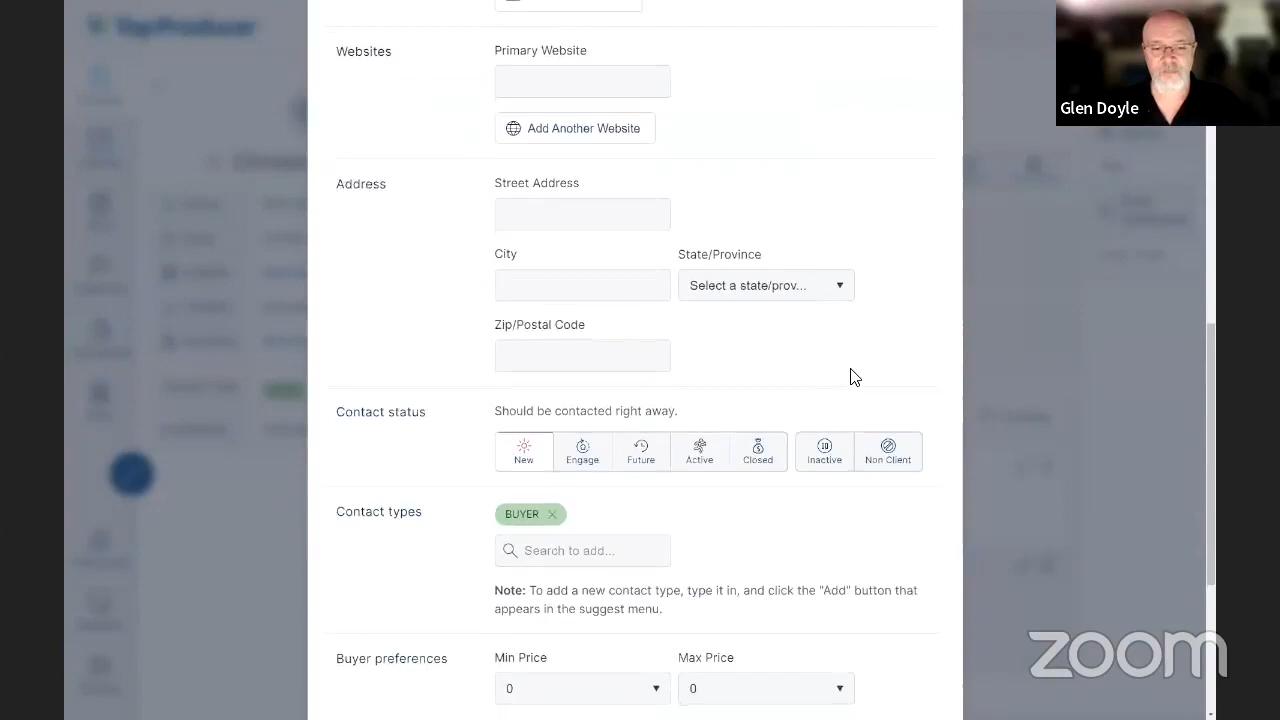 TopProducer
Websites
Primary Website
Add Another Website
Glen Doyle
Address
Street Address
City
State/Province
Select a state/prov...
Zip/Postal Code
Contact status
Should be contacted right away.
New
Engage
Future
Active
Closed
Inactive
Non Client
Contact types
BUYER
Search to add...
Note: To add a new contact type, type it in, and click the "Add" button that
appears in the suggest menu.
Buyer preferences
Min Price
Max Price
0
0
zoom